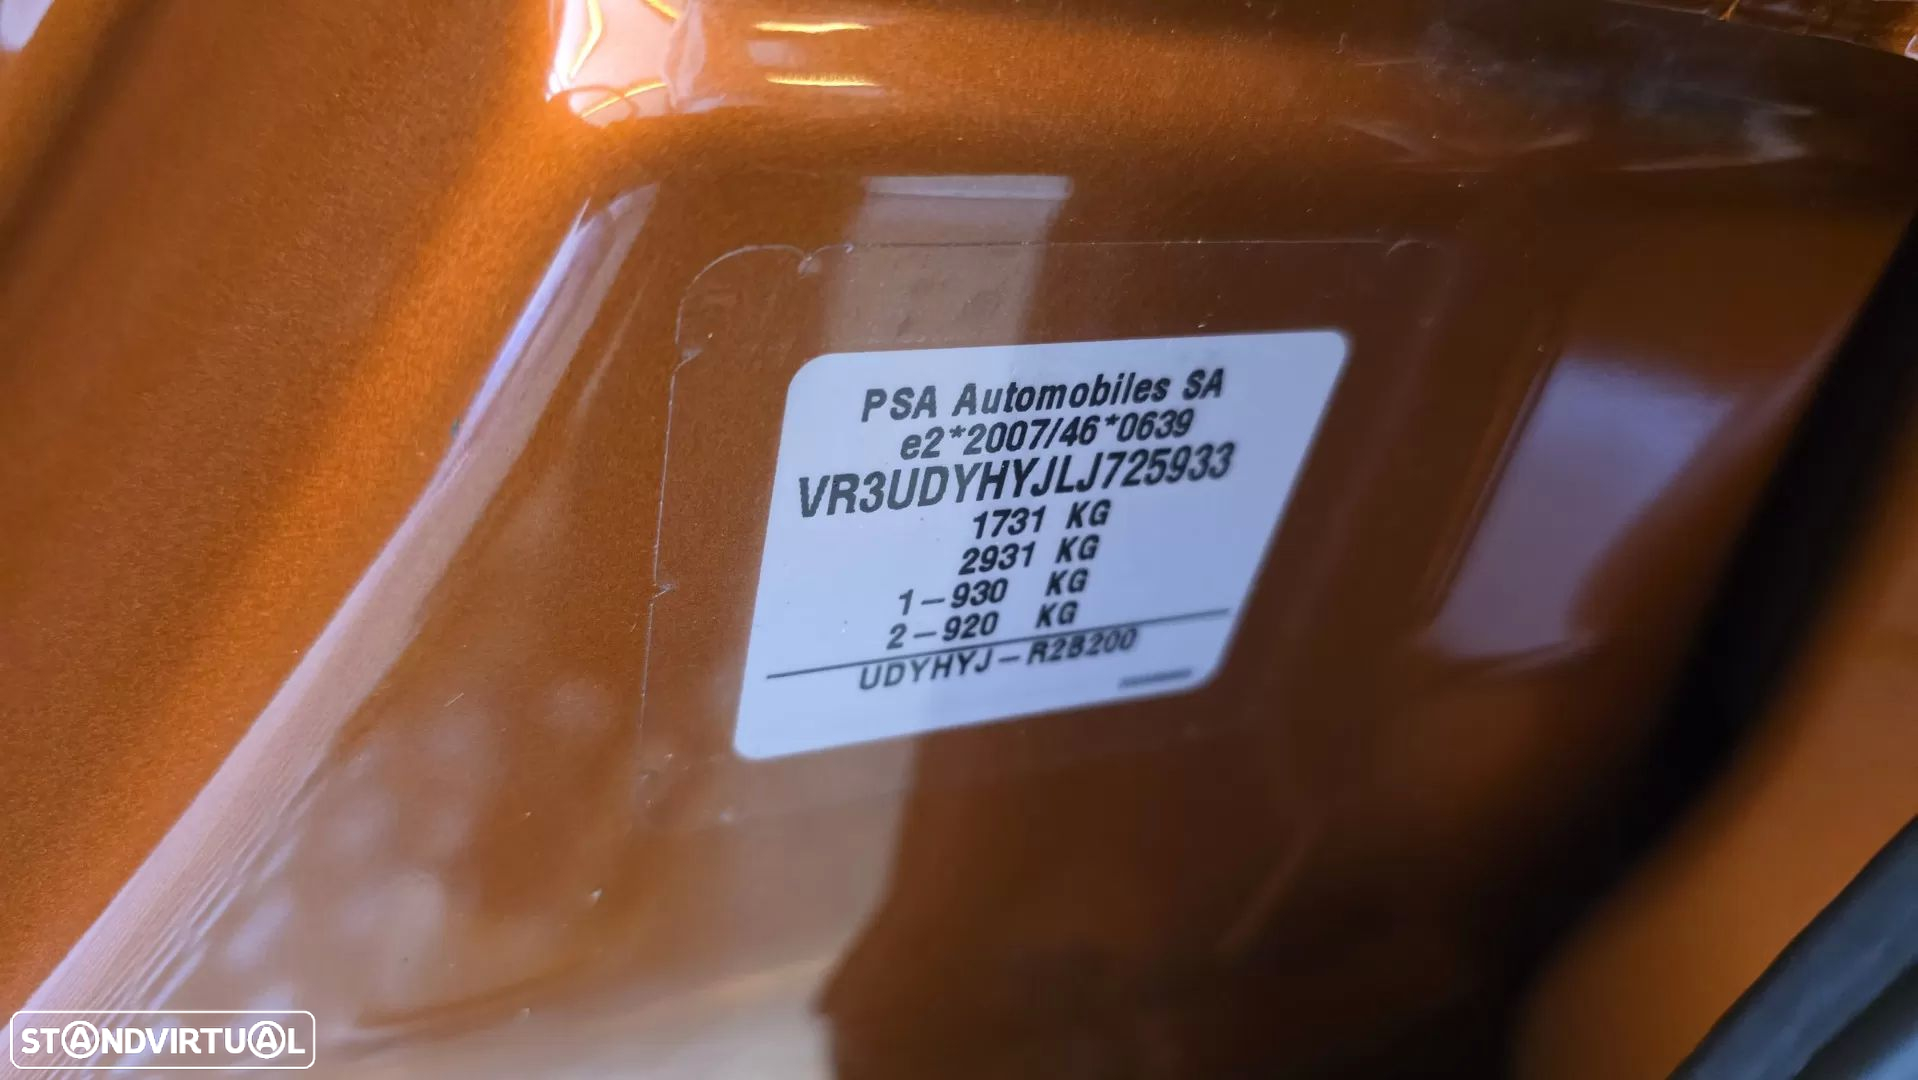 PSA Automobiles SA
e2*2007/46*0639
VR3UDYHYJLJ725933
1731 KG
2931 KG
1-930 KG
2-920 KG
UDYHYJ-R2B200
STANDVIRTUAL